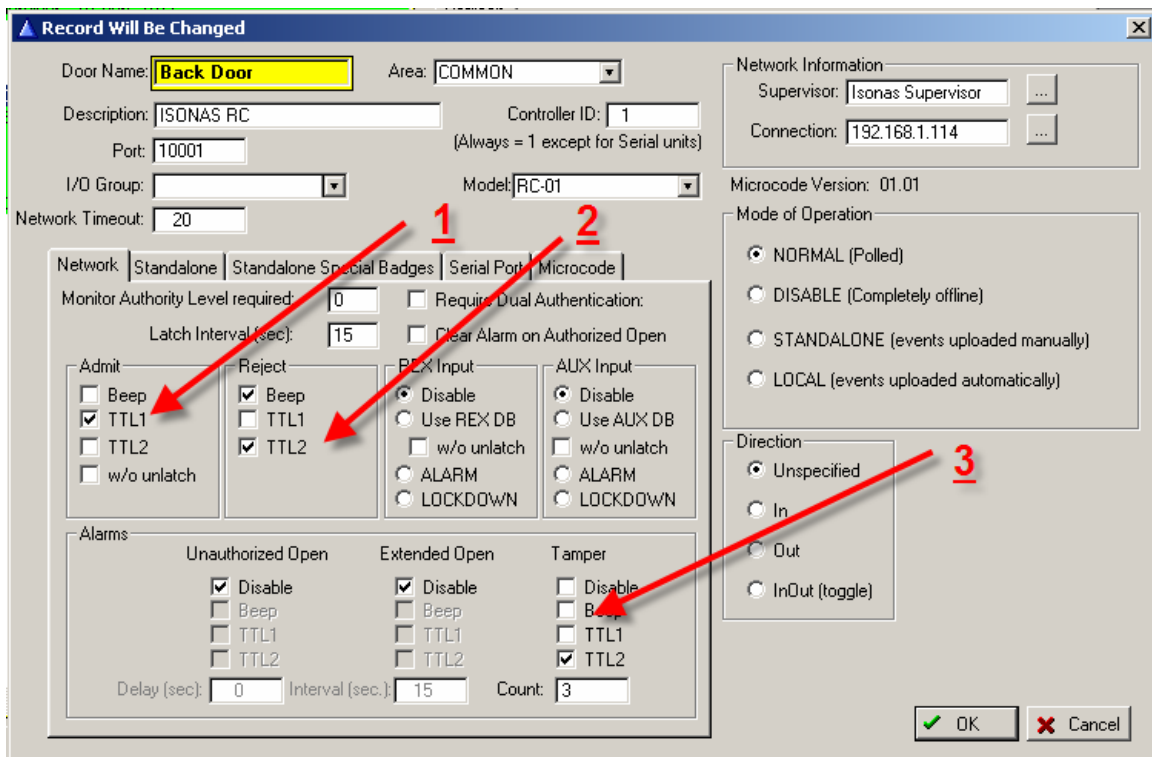 Record Will Be Changed
Door Name: Back Door Area: COMMON
Description: ISONAS RC Controller ID: 1
(Always = 1 except for Serial units)
Port: 10001
I/O Group: Model: RC-01
Network Timeout: 20
1 2
Network Standalone Standalone Special Badges Serial Port Microcode
Monitor Authority Level required: 0 Require Dual Authentication:
Latch Interval (sec): 15 Clear Alarm on Authorized Open
Admit Reject REX Input AUX Input
Beep Beep Disable Disable
TTL1 TTL1 Use REX DB Use AUX DB
TTL2 TTL2 w/o unlatch w/o unlatch
w/o unlatch ALARM ALARM
LOCKDOWN LOCKDOWN
Alarms
Unauthorized Open Extended Open Tamper
Disable Disable Disable
Beep Beep Beep
TTL1 TTL1 TTL1
TTL2 TTL2 TTL2
Delay (sec): 0 Interval (sec.): 15 Count: 3
Network Information
Supervisor: Isonas Supervisor ...
Connection: 192.168.1.114 ...
Microcode Version: 01.01
Mode of Operation
NORMAL (Polled)
DISABLE (Completely offline)
STANDALONE (events uploaded manually)
LOCAL (events uploaded automatically)
Direction
3
Unspecified
In
Out
InOut (toggle)
OK Cancel